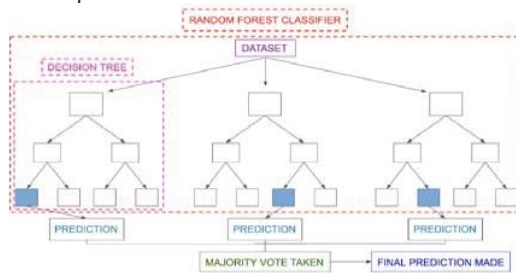 RANDOM FOREST CLASSIFIER
DATASET
DECISION TREE
PREDICTION
PREDICTION
PREDICTION
MAJORITY VOTE TAKEN
FINAL PREDICTION MADE